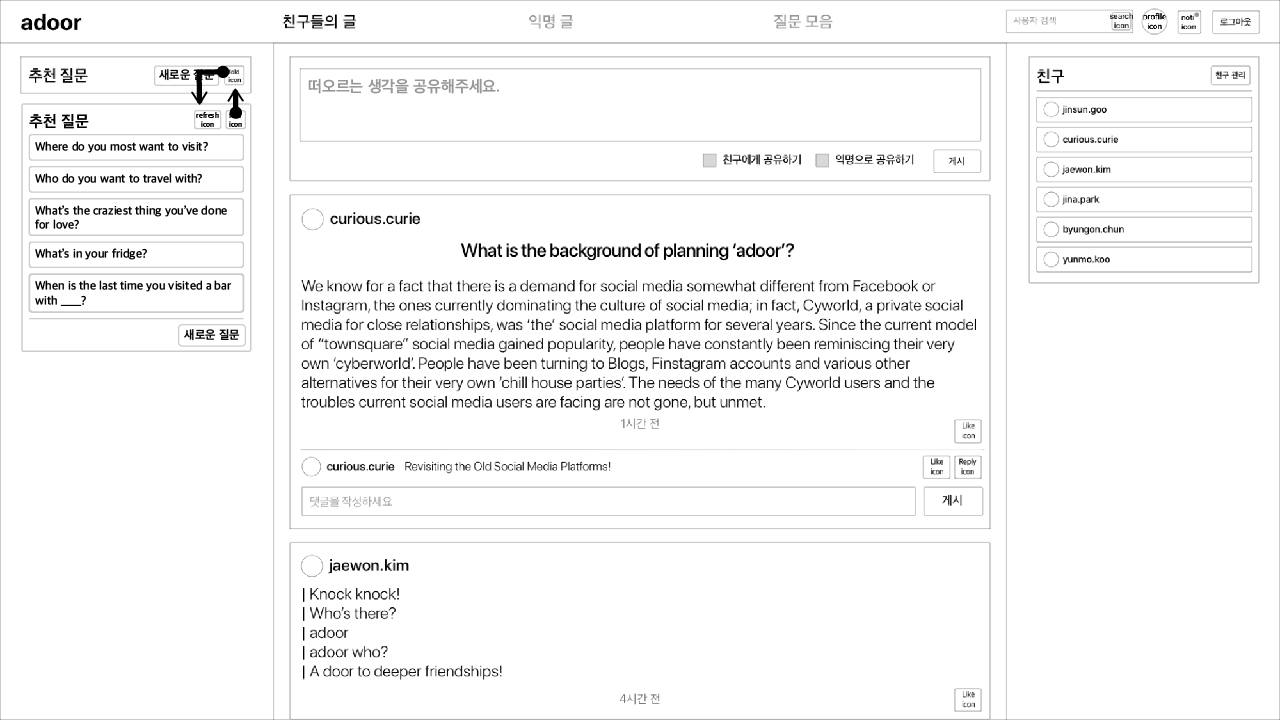 adoor
친구들의 글
익명 글
질문 모음
사용자 검색
search
icon
profile
icon
noti
icon
로그아웃
추천 질문
새로운
icon
추천 질문
refresh
icon
icon
Where do you most want to visit?
Who do you want to travel with?
What's the craziest thing you've done
for love?
What's in your fridge?
When is the last time you visited a bar
with ___?
새로운 질문
떠오르는 생각을 공유해주세요.
친구에게 공유하기
익명으로 공유하기
게시
curious.curie
What is the background of planning ‘adoor’?
We know for a fact that there is a demand for social media somewhat different from Facebook or
Instagram, the ones currently dominating the culture of social media; in fact, Cyworld, a private social
media for close relationships, was ‘the’ social media platform for several years. Since the current model
of “townsquare” social media gained popularity, people have constantly been reminiscing their very
own ‘cyberworld’. People have been turning to Blogs, Finstagram accounts and various other
alternatives for their very own ‘chill house parties’. The needs of the many Cyworld users and the
troubles current social media users are facing are not gone, but unmet.
1시간 전
Like
icon
curious.curie Revisiting the Old Social Media Platforms!
Like
icon
Reply
icon
댓글을 작성하세요
게시
jaewon.kim
| Knock knock!
| Who's there?
| adoor
| adoor who?
| A door to deeper friendships!
4시간 전
Like
icon
친구
친구 관리
jinsun.goo
curious.curie
jaewon.kim
jina.park
byungon.chun
yunmo.koo